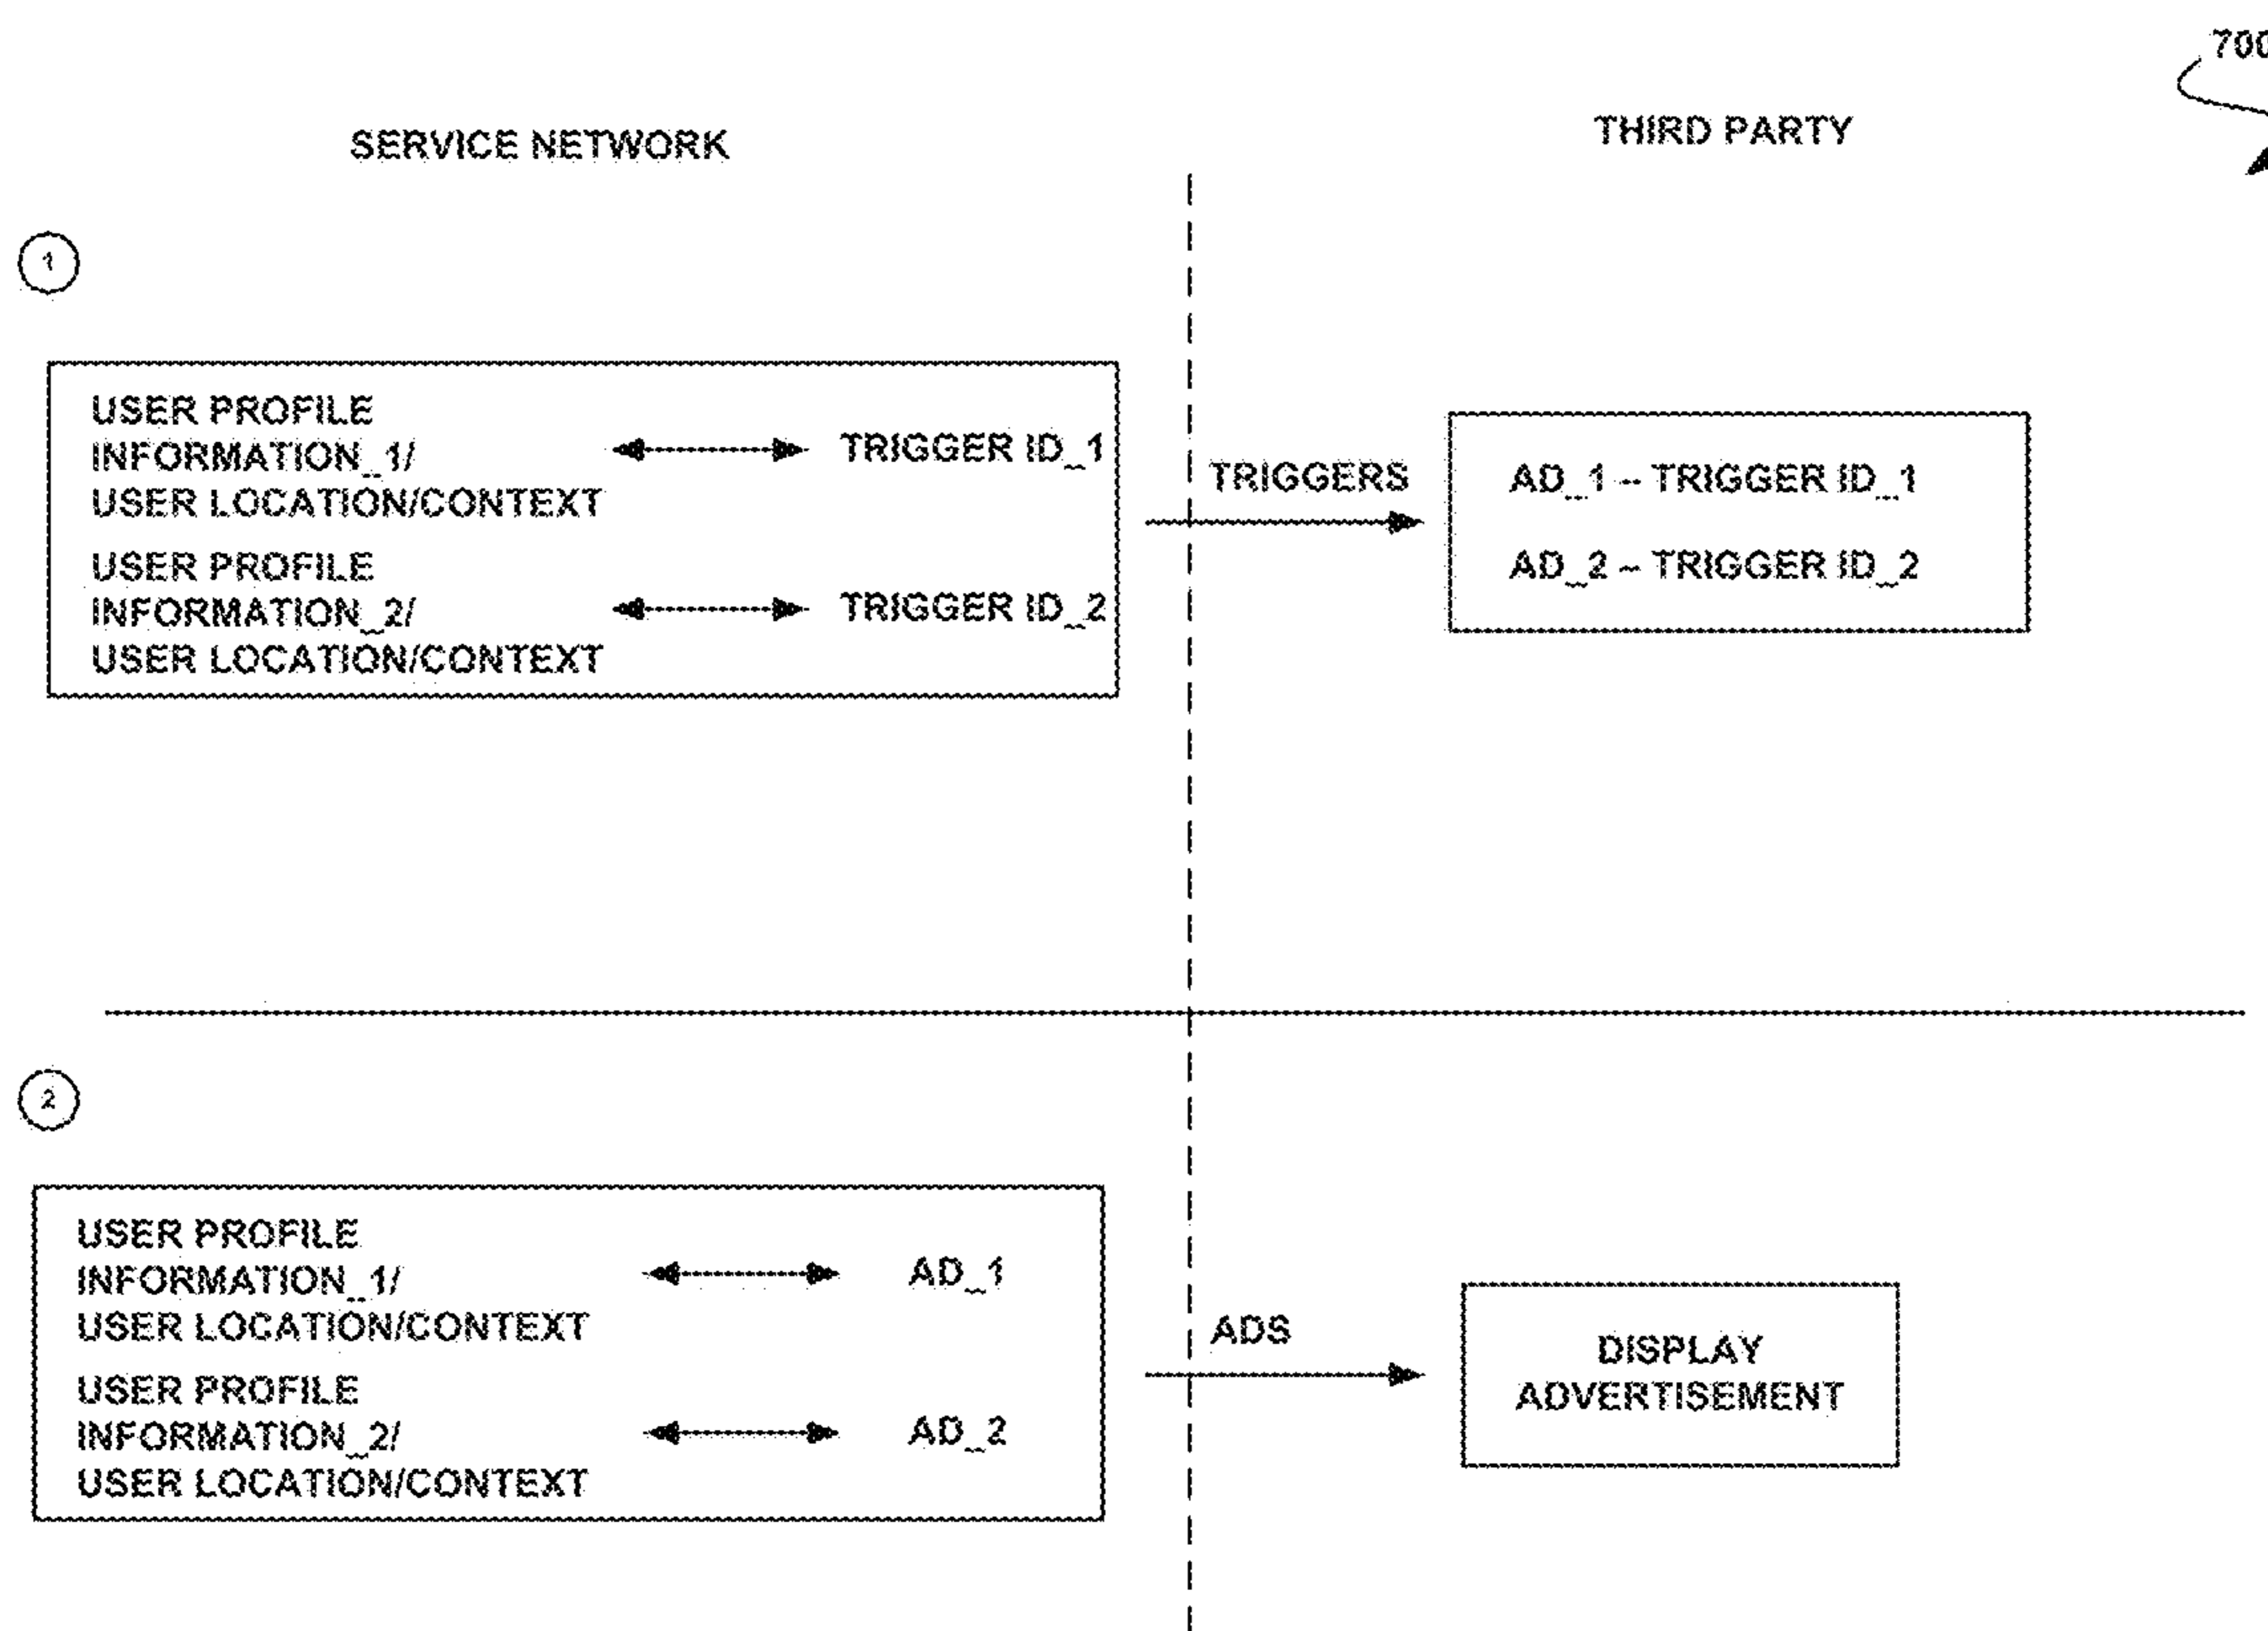 700
SERVICE NETWORK
THIRD PARTY
1
USER PROFILE
INFORMATION_1/
USER LOCATION/CONTEXT
TRIGGER ID_1
USER PROFILE
INFORMATION_2/
USER LOCATION/CONTEXT
TRIGGER ID_2
TRIGGERS
AD_1 -- TRIGGER ID_1
AD_2 -- TRIGGER ID_2
2
USER PROFILE
INFORMATION_1/
USER LOCATION/CONTEXT
AD_1
USER PROFILE
INFORMATION_2/
USER LOCATION/CONTEXT
AD_2
ADS
DISPLAY
ADVERTISEMENT